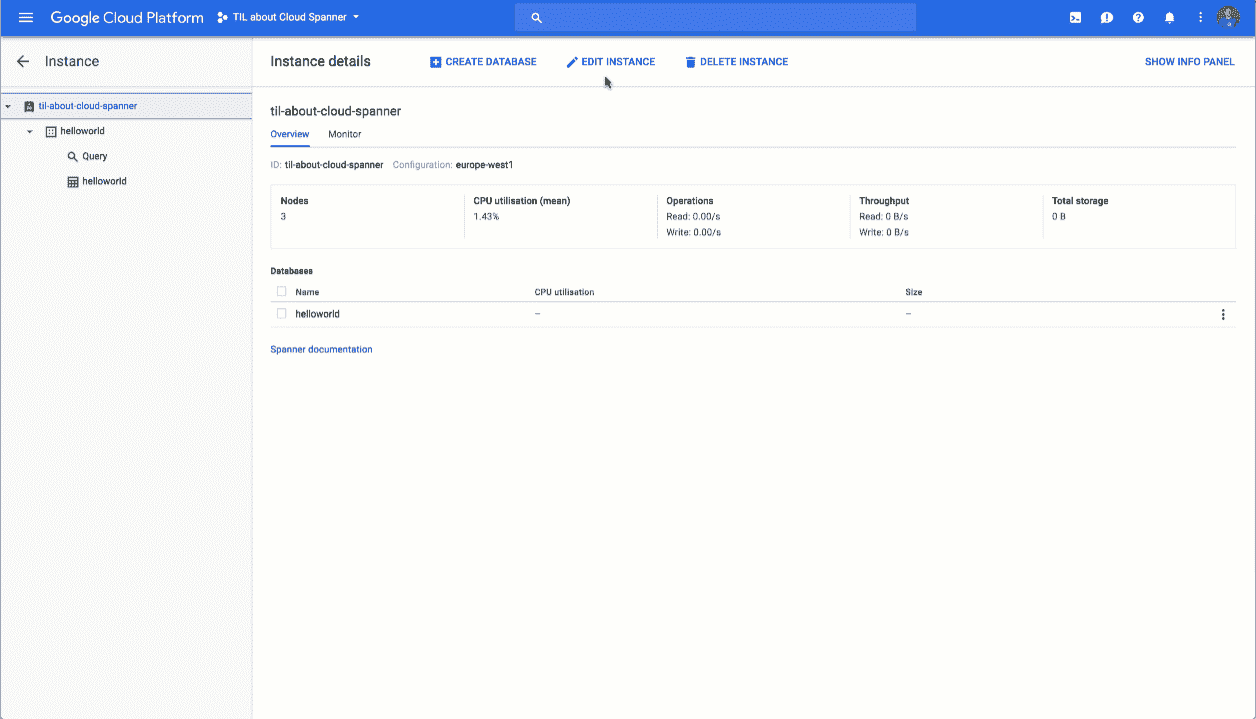 Google Cloud Platform TIL about Cloud Spanner
Instance
Instance details CREATE DATABASE EDIT INSTANCE DELETE INSTANCE SHOW INFO PANEL
til-about-cloud-spanner
helloworld
Query
helloworld
til-about-cloud-spanner
Overview Monitor
ID: til-about-cloud-spanner Configuration: europe-west1
Nodes CPU utilisation (mean) Operations Throughput Total storage
3 1.43% Read: 0.00/s Read: 0 B/s 0 B
Write: 0.00/s Write: 0 B/s
Databases
Name CPU utilisation Size
helloworld – –
Spanner documentation